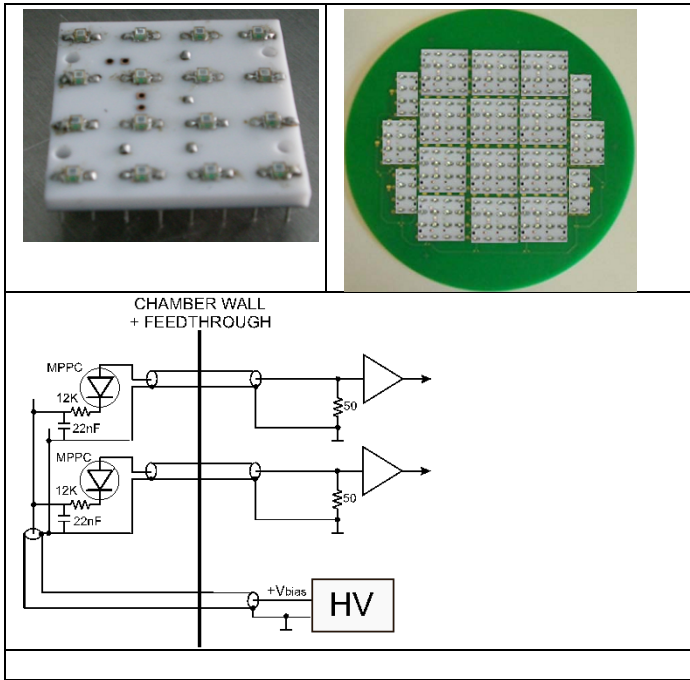 CHAMBER WALL
+ FEEDTHROUGH
MPPC
12K
22nF
50
MPPC
12K
22nF
50
+Vbias
HV